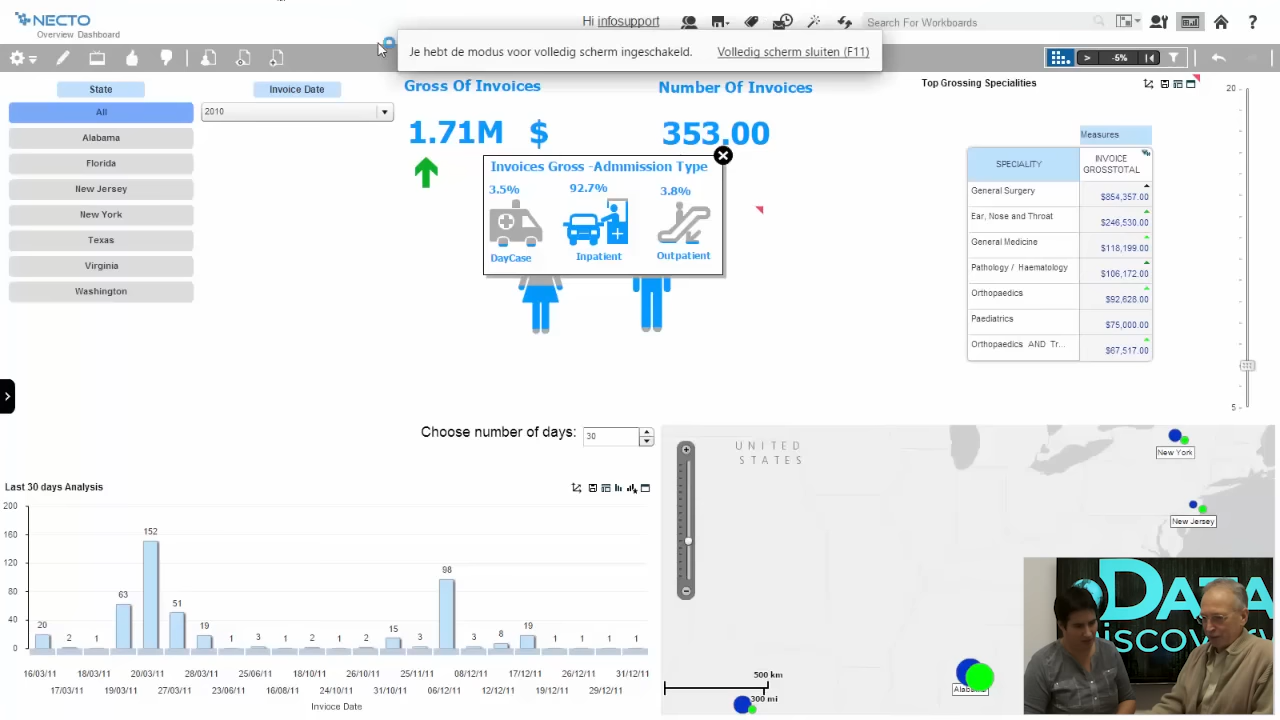 NECTO
Overview Dashboard
Hi infosupport
Search For Workboards
?
Je hebt de modus voor volledig scherm ingeschakeld.
Volledig scherm sluiten (F11)
> -5%
State
All
Alabama
Florida
New Jersey
New York
Texas
Virginia
Washington
Invoice Date
2010
Gross Of Invoices
1.71M $
Number Of Invoices
353.00
Invoices Gross -Admmission Type
3.5% 92.7% 3.8%
DayCase Inpatient Outpatient
Top Grossing Specialities
Measures
SPECIALITY INVOICE GROSSTOTAL
General Surgery $854,357.00
Ear, Nose and Throat $246,530.00
General Medicine $118,199.00
Pathology / Haematology $106,172.00
Orthopaedics $92,628.00
Paediatrics $75,000.00
Orthopaedics AND Tr... $67,517.00
20
5
Choose number of days: 30
Last 30 days Analysis
200
160
120
80
40
0
20 2 1 63 152 51 19 1 3 1 2 1 2 15 3 98 3 8 19 1 1 1 1
16/03/11 18/03/11 20/03/11 28/03/11 25/06/11 18/10/11 26/10/11 25/11/11 08/12/11 17/12/11 26/12/11 31/12/11
17/03/11 19/03/11 27/03/11 23/06/11 16/08/11 24/10/11 31/10/11 06/12/11 12/12/11 19/12/11 29/12/11
Invioce Date
UNITED
STATES
New York
New Jersey
Alabama
500 km
300 mi
DATA
DISCOVERY